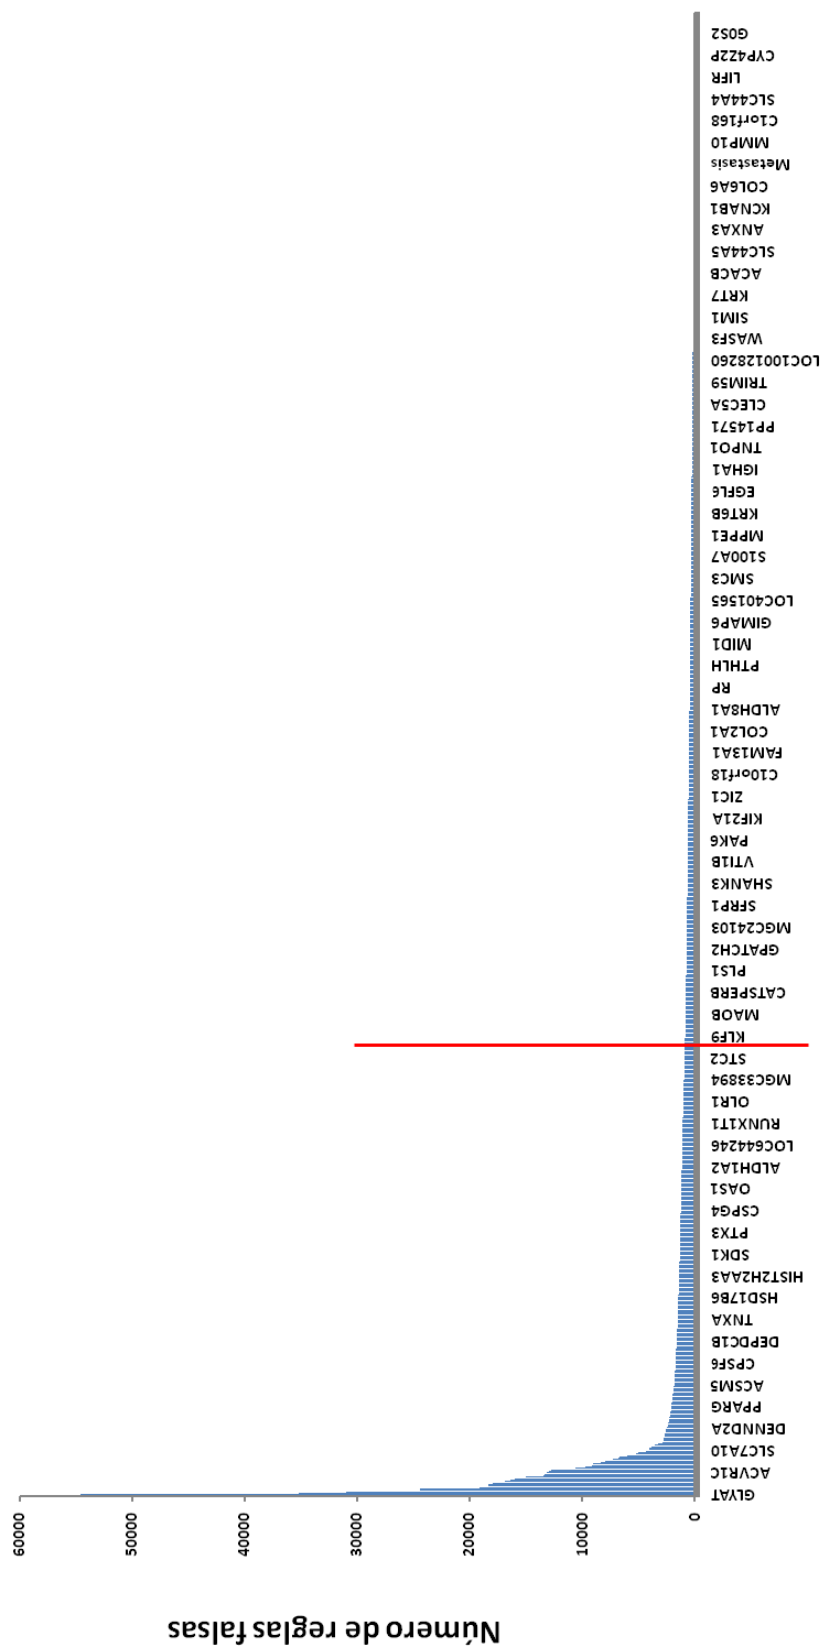 Número de reglas falsas
60000
50000
40000
30000
20000
10000
0
GLYAT
ACVR1C
SLC7A10
DENND2A
PPARG
ACSM5
CPSF6
DEPDC1B
TNXA
HSD17B6
HIST2H2AA3
SDK1
PTX3
CSPG4
OAS1
ALDH1A2
LOC644246
RUNX1T1
OLR1
MGC33894
STC2
KLF9
MAOB
CATSPERB
PLS1
GPATCH2
MGC24103
SFRP1
SHANK3
VTI1B
PAK6
KIF21A
ZIC1
C10orf18
FAM13A1
COL2A1
ALDH8A1
RP
PTHLH
MID1
GIMAP6
LOC401565
SMC3
S100A7
MPPE1
KRT6B
EGFL6
IGHA1
TNPO1
PP14571
CLEC5A
TRIM59
LOC100128260
WASF3
SIM1
KRT7
ACACB
SLC44A5
ANXA3
KCNAB1
COL6A6
Metastasis
MMP10
C1orf168
SLC44A4
LIFR
CYP4Z2P
G0S2